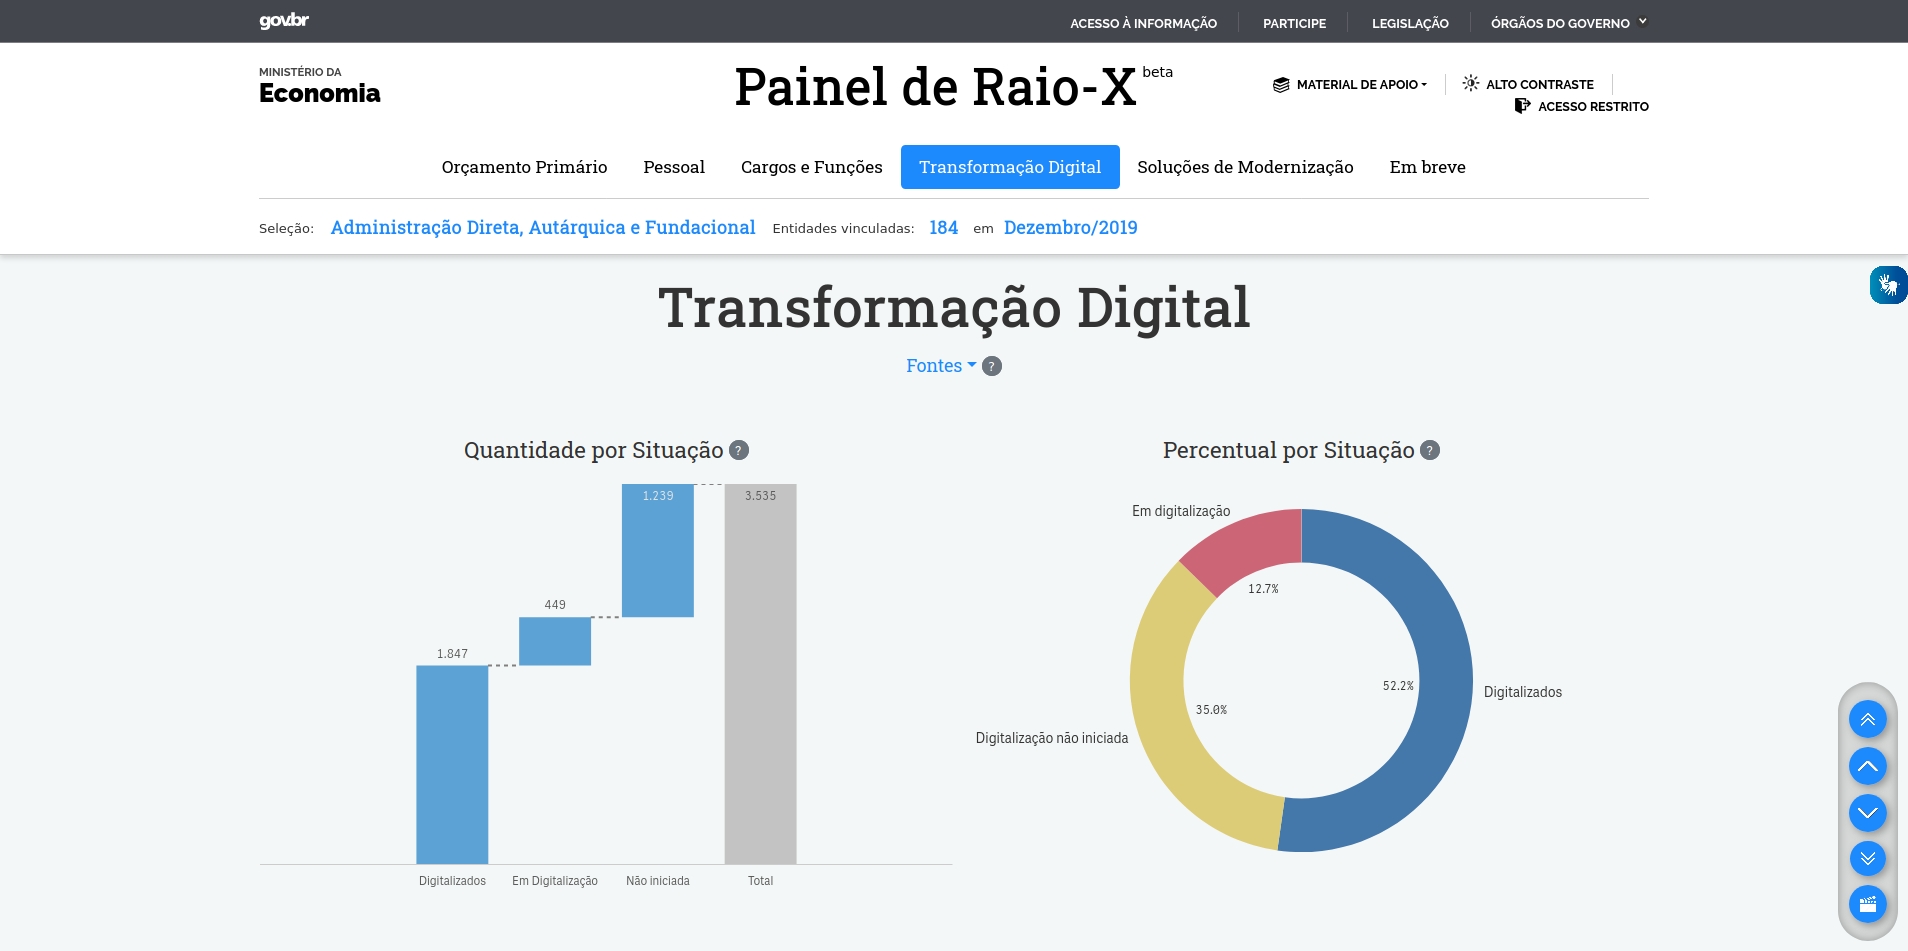 gov.br
ACESSO À INFORMAÇÃO
PARTICIPE
LEGISLAÇÃO
ÓRGÃOS DO GOVERNO
MINISTÉRIO DA
Economia
Painel de Raio-X beta
MATERIAL DE APOIO
ALTO CONTRASTE
ACESSO RESTRITO
Orçamento Primário
Pessoal
Cargos e Funções
Transformação Digital
Soluções de Modernização
Em breve
Seleção: Administração Direta, Autárquica e Fundacional Entidades vinculadas: 184 em Dezembro/2019
Transformação Digital
Fontes ?
Quantidade por Situação ?
1.239
3.535
449
1.847
Digitalizados
Em Digitalização
Não iniciada
Total
Percentual por Situação ?
Em digitalização
12.7%
52.2%
Digitalizados
35.0%
Digitalização não iniciada